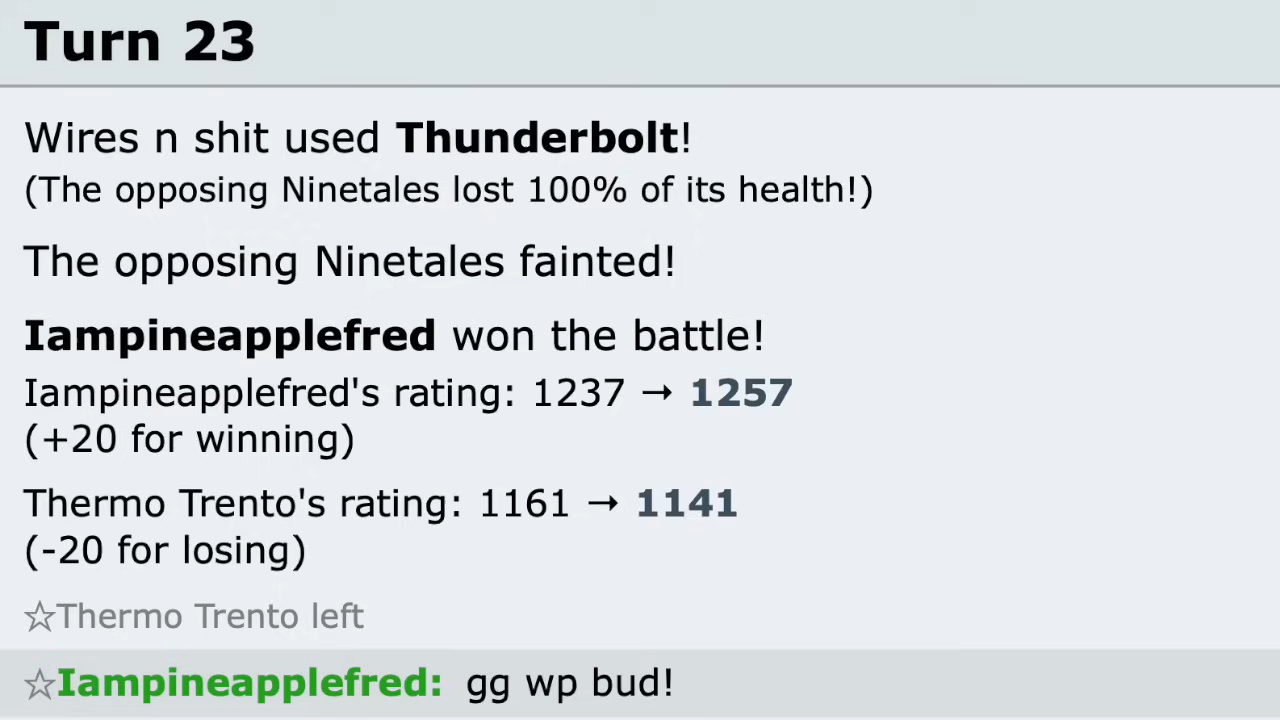 Turn 23
Wires n shit used Thunderbolt!
(The opposing Ninetales lost 100% of its health!)
The opposing Ninetales fainted!
Iampineapplefred won the battle!
Iampineapplefred's rating: 1237 → 1257
(+20 for winning)
Thermo Trento's rating: 1161 → 1141
(-20 for losing)
☆Thermo Trento left
☆Iampineapplefred: gg wp bud!